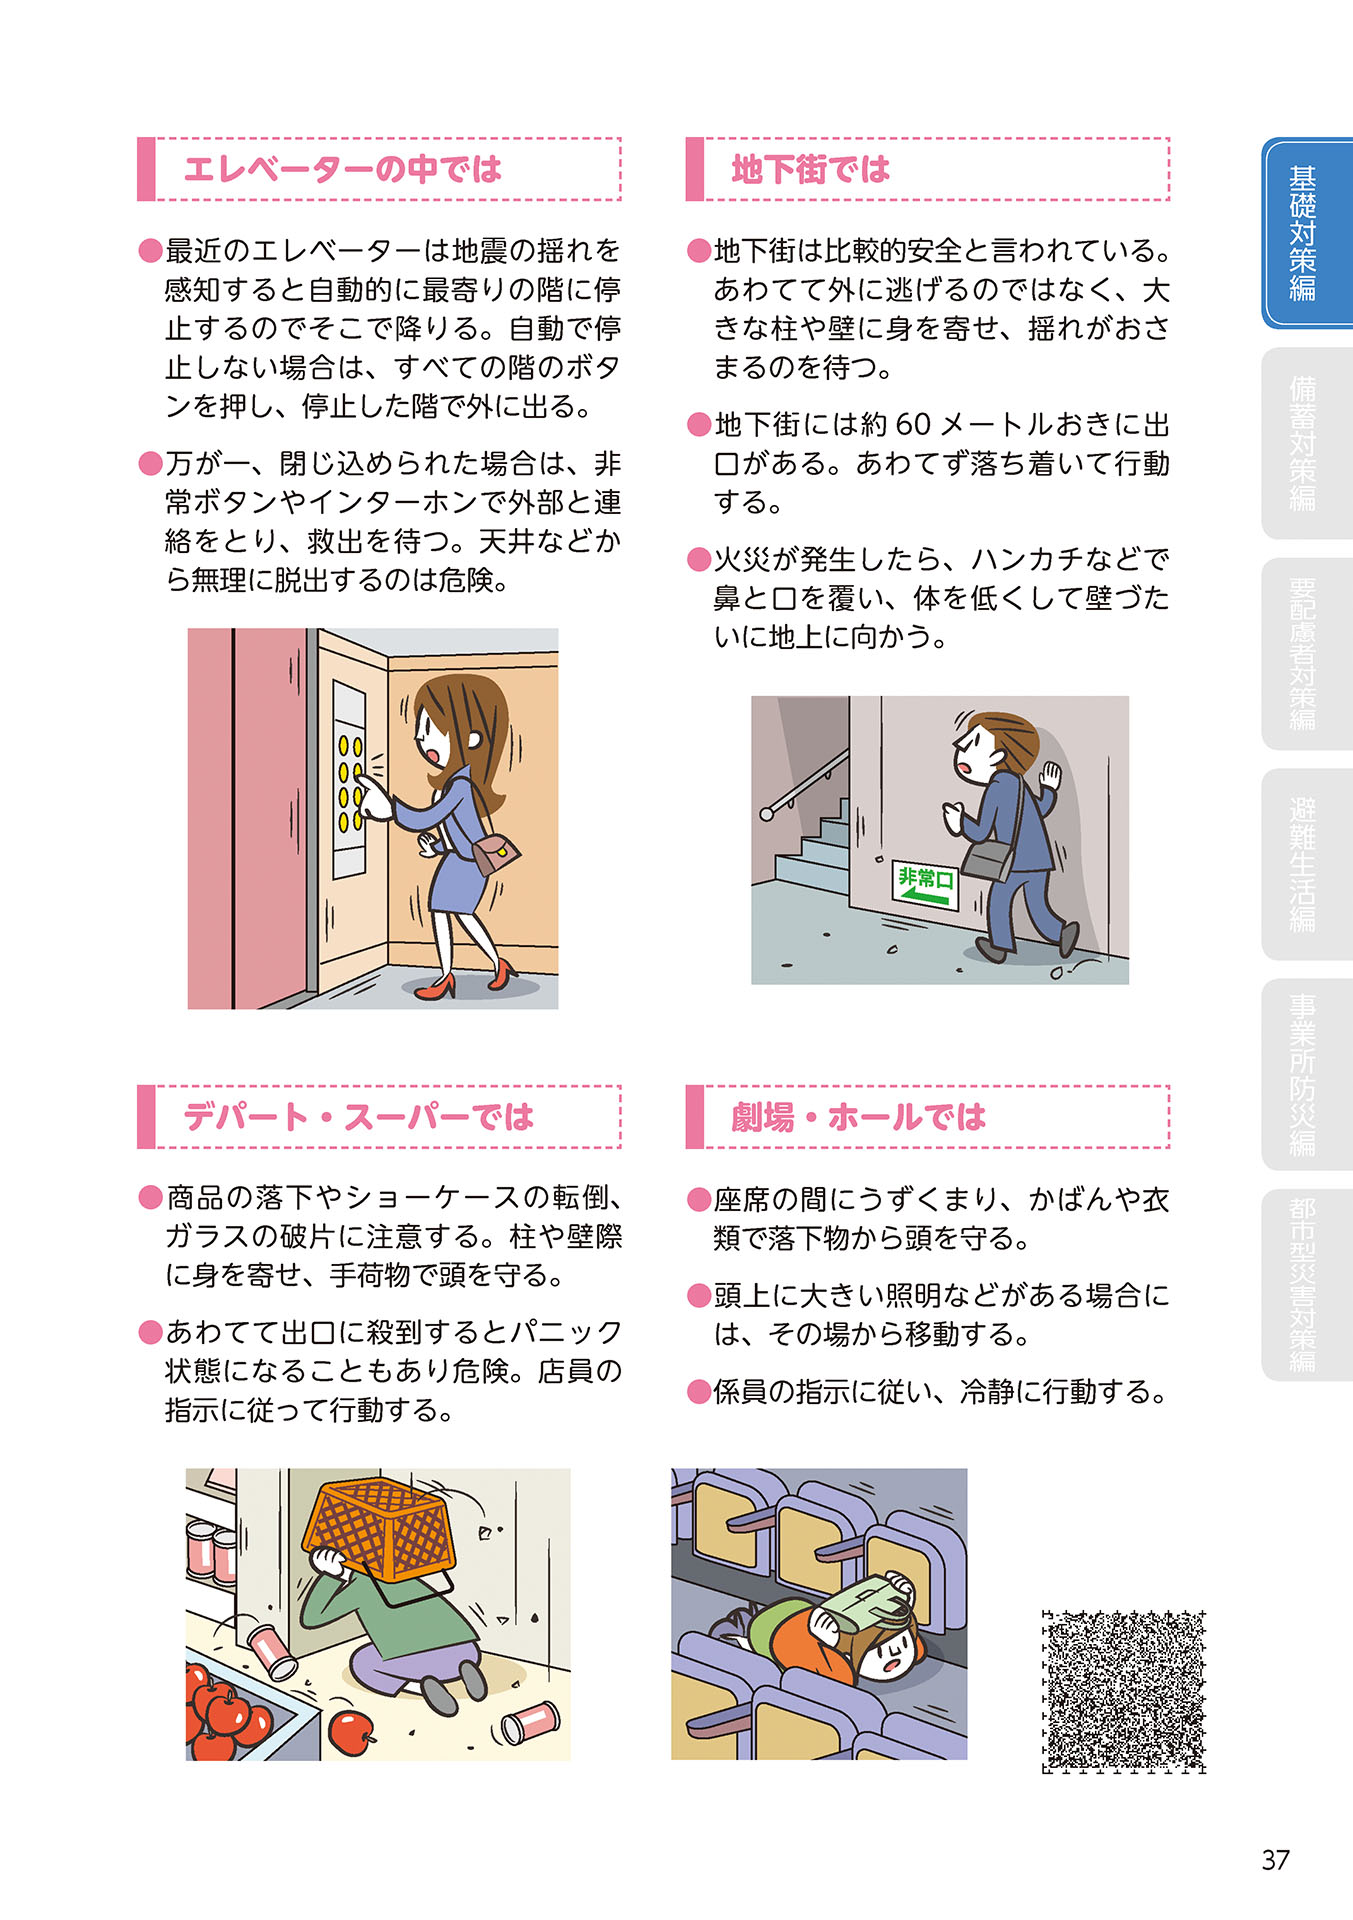 エレベーターの中では
●最近のエレベーターは地震の揺れを
感知すると自動的に最寄りの階に停
止するのでそこで降りる。自動で停
止しない場合は、すべての階のボタ
ンを押し、停止した階で外に出る。
●万が一、閉じ込められた場合は、非
常ボタンやインターホンで外部と連
絡をとり、救出を待つ。天井などか
ら無理に脱出するのは危険。
地下街では
●地下街は比較的安全と言われている。
あわてて外に逃げるのではなく、大
きな柱や壁に身を寄せ、揺れがおさ
まるのを待つ。
●地下街には約 60 メートルおきに出
口がある。あわてず落ち着いて行動
する。
●火災が発生したら、ハンカチなどで
鼻と口を覆い、体を低くして壁づた
いに地上に向かう。
非常口
デパート・スーパーでは
●商品の落下やショーケースの転倒、
ガラスの破片に注意する。柱や壁際
に身を寄せ、手荷物で頭を守る。
●あわてて出口に殺到するとパニック
状態になることもあり危険。店員の
指示に従って行動する。
劇場・ホールでは
●座席の間にうずくまり、かばんや衣
類で落下物から頭を守る。
●頭上に大きい照明などがある場合に
は、その場から移動する。
●係員の指示に従い、冷静に行動する。
基礎対策編
備蓄対策編
要配慮者対策編
避難生活編
事業所防災編
都市型災害対策編
37